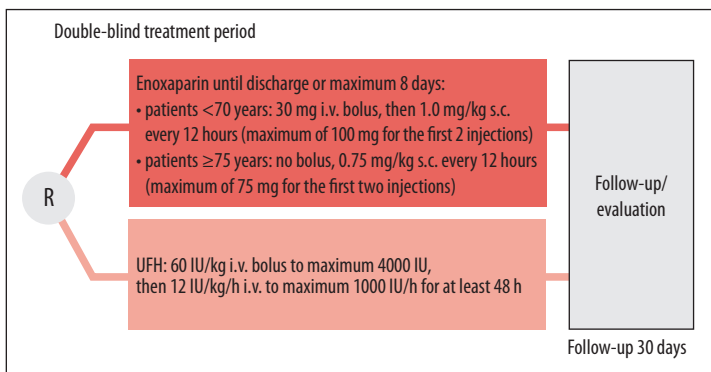 Double-blind treatment period
Enoxaparin until discharge or maximum 8 days:
• patients <70 years: 30 mg i.v. bolus, then 1.0 mg/kg s.c.
every 12 hours (maximum of 100 mg for the first 2 injections)
• patients ≥75 years: no bolus, 0.75 mg/kg s.c. every 12 hours
(maximum of 75 mg for the first two injections)
R
UFH: 60 IU/kg i.v. bolus to maximum 4000 IU,
then 12 IU/kg/h i.v. to maximum 1000 IU/h for at least 48 h
Follow-up/
evaluation
Follow-up 30 days